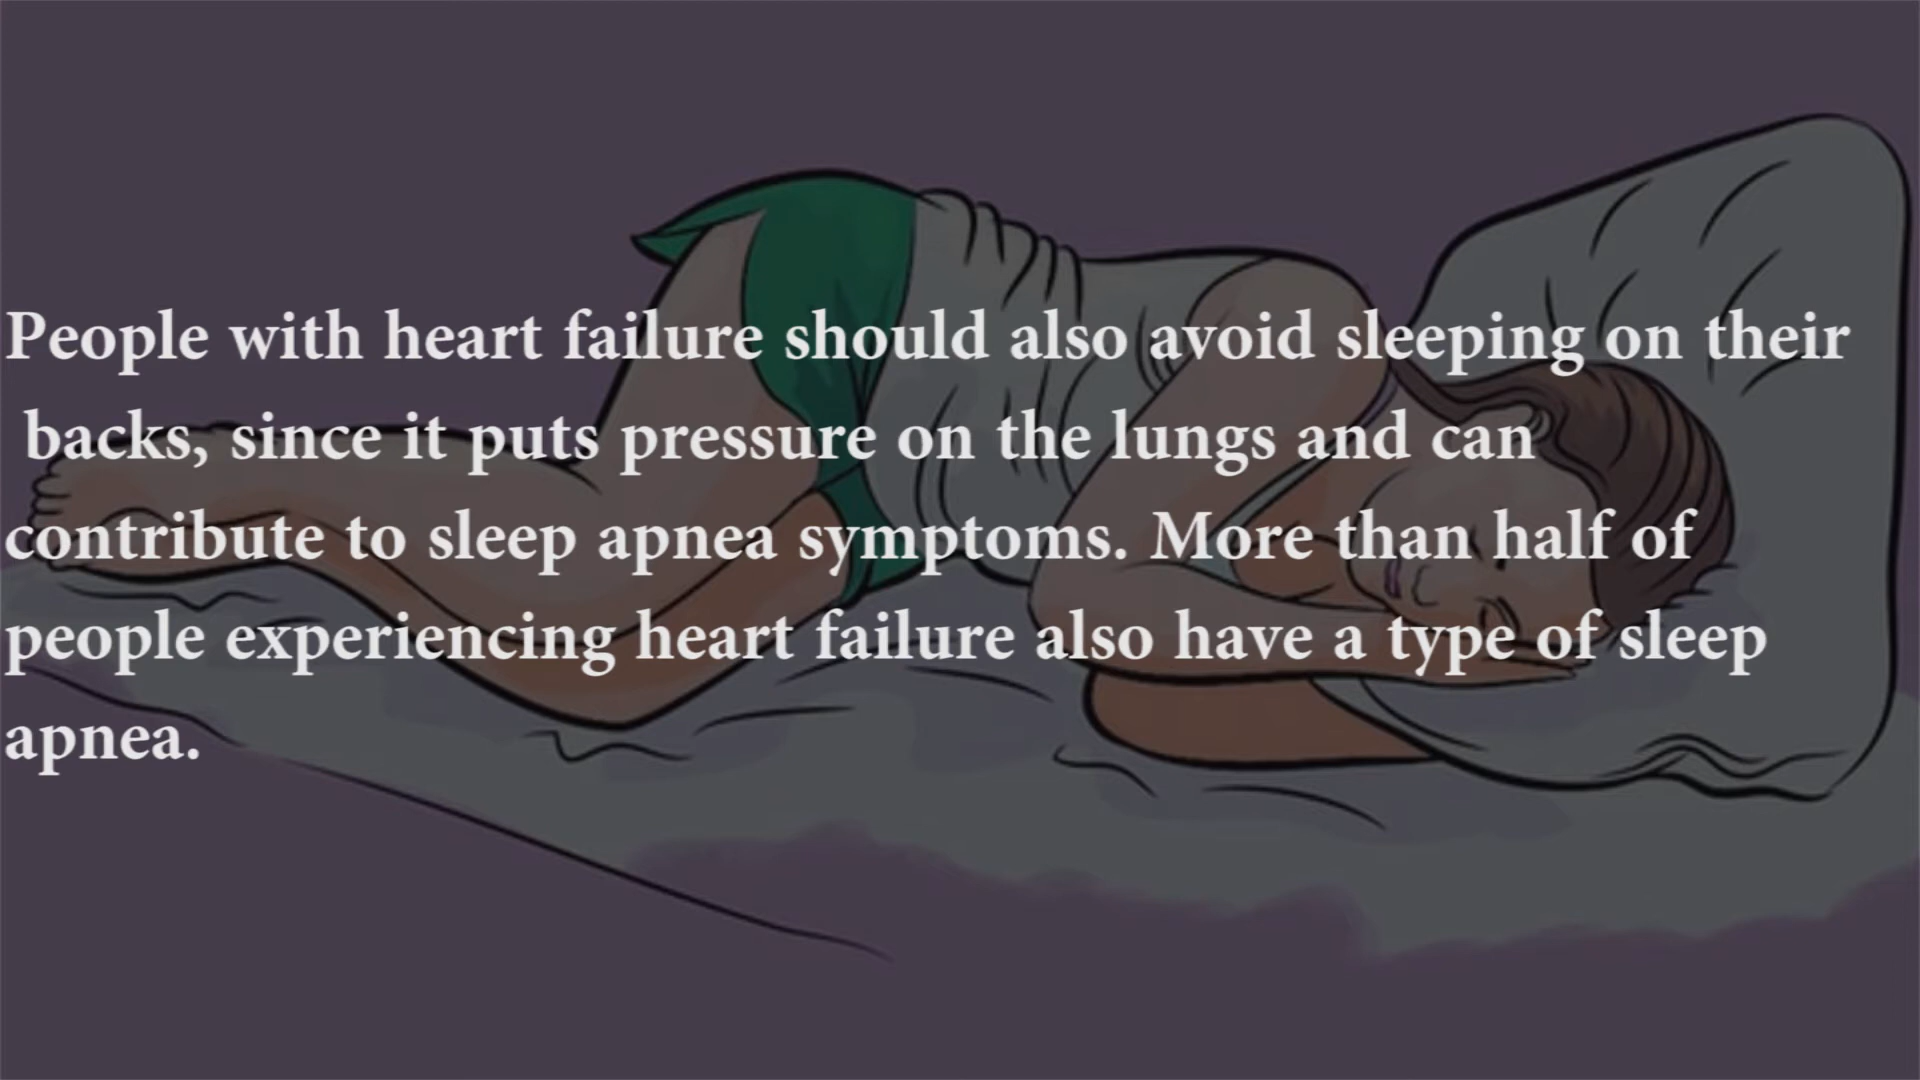 People with heart failure should also avoid sleeping on their
backs, since it puts pressure on the lungs and can
contribute to sleep apnea symptoms. More than half of
people experiencing heart failure also have a type of sleep
apnea.